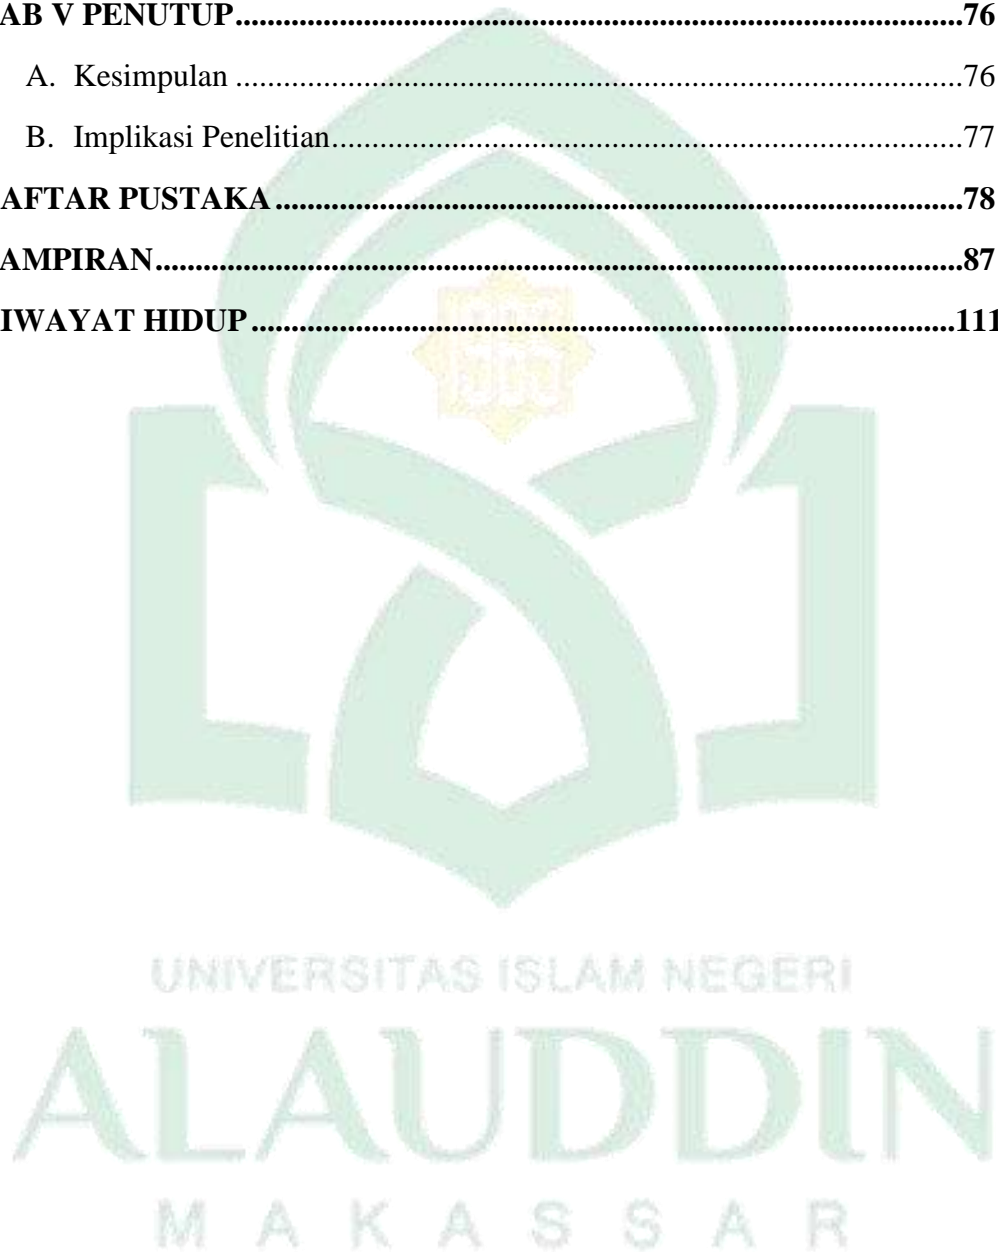 AB V PENUTUP........................................................................................76
A. Kesimpulan ........................................................................................76
B. Implikasi Penelitian................................................................................77
AFTAR PUSTAKA ...................................................................................78
AMPIRAN..................................................................................................87
IWAYAT HIDUP .....................................................................................111
UNIVERSITAS ISLAM NEGERI
ALAUDDIN
MAKASSAR